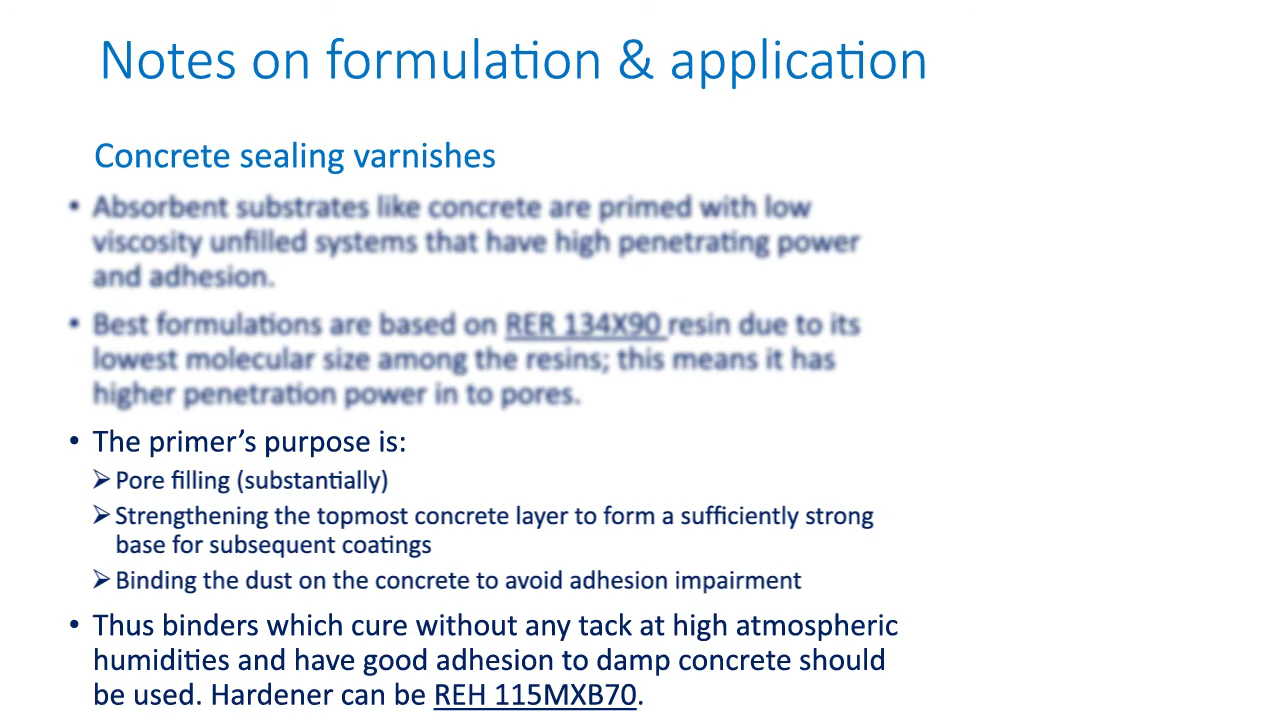 Notes on formulation & application
Concrete sealing varnishes
• Absorbent substrates like concrete are primed with low
viscosity unfilled systems that have high penetrating power
and adhesion.
• Best formulations are based on RER 134X90 resin due to its
lowest molecular size among the resins; this means it has
higher penetration power in to pores.
• The primer’s purpose is:
➢ Pore filling (substantially)
➢ Strengthening the topmost concrete layer to form a sufficiently strong
base for subsequent coatings
➢ Binding the dust on the concrete to avoid adhesion impairment
• Thus binders which cure without any tack at high atmospheric
humidities and have good adhesion to damp concrete should
be used. Hardener can be REH 115MXB70.